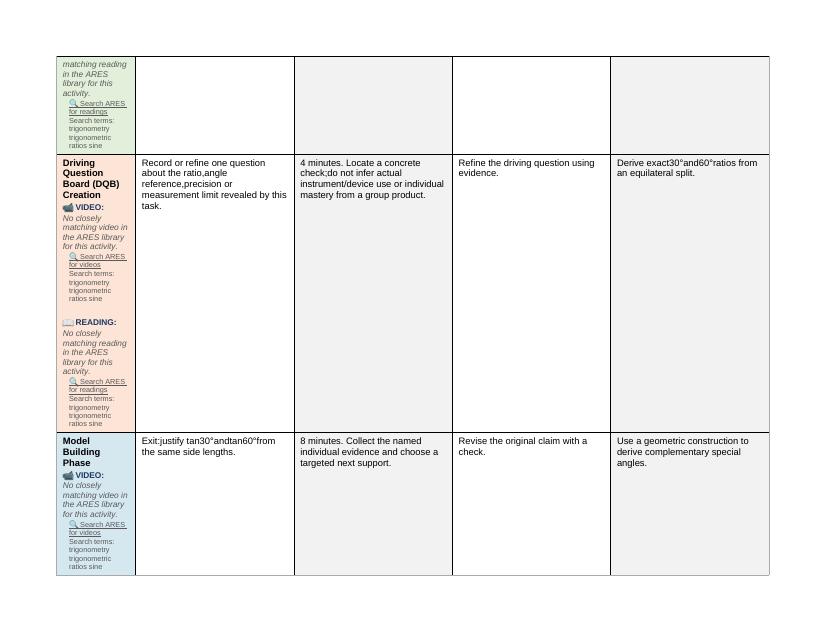 matching reading
in the ARES
library for this
activity.
🔍 Search ARES
for readings
Search terms:
trigonometry
trigonometric
ratios sine
Driving
Question
Board (DQB)
Creation
📹 VIDEO:
No closely
matching video in
the ARES library
for this activity.
🔍 Search ARES
for videos
Search terms:
trigonometry
trigonometric
ratios sine
📖 READING:
No closely
matching reading
in the ARES
library for this
activity.
🔍 Search ARES
for readings
Search terms:
trigonometry
trigonometric
ratios sine
Record or refine one question
about the ratio,angle
reference,precision or
measurement limit revealed by this
task.
4 minutes. Locate a concrete
check;do not infer actual
instrument/device use or individual
mastery from a group product.
Refine the driving question using
evidence.
Derive exact30°and60°ratios from
an equilateral split.
Model
Building
Phase
📹 VIDEO:
No closely
matching video in
the ARES library
for this activity.
🔍 Search ARES
for videos
Search terms:
trigonometry
trigonometric
ratios sine
Exit:justify tan30°andtan60°from
the same side lengths.
8 minutes. Collect the named
individual evidence and choose a
targeted next support.
Revise the original claim with a
check.
Use a geometric construction to
derive complementary special
angles.